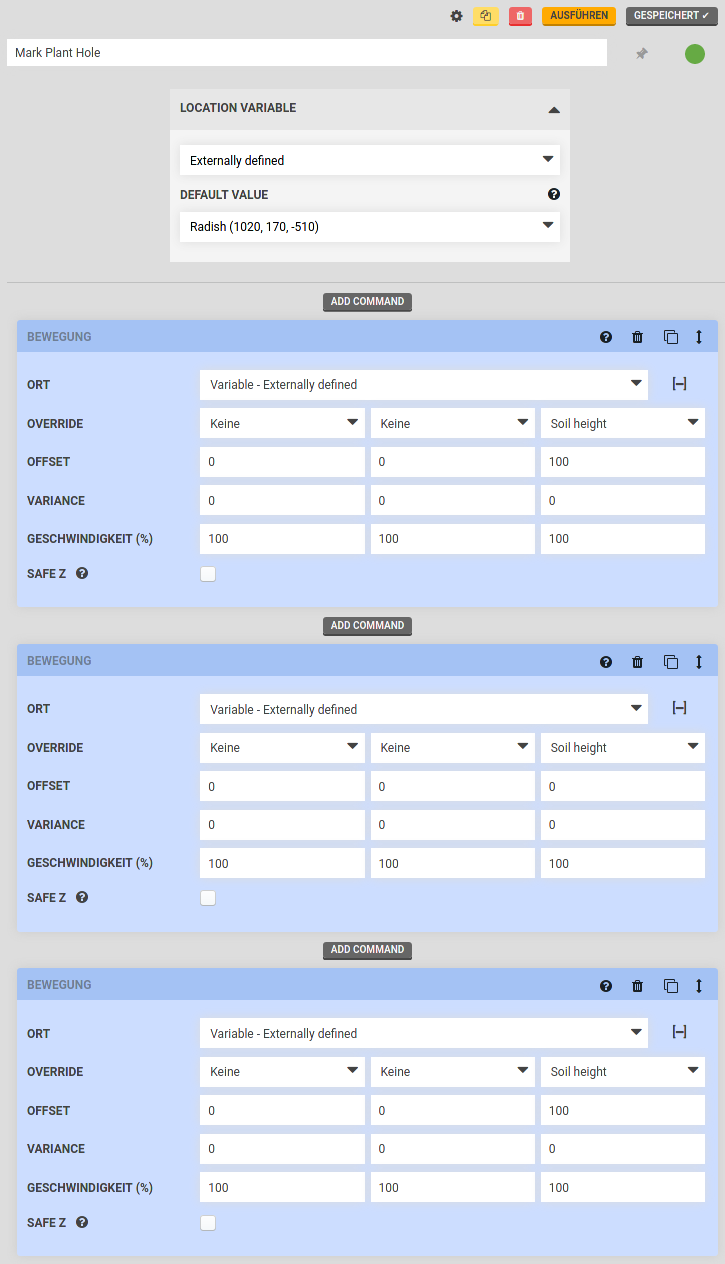 AUSFÜHREN GESPEICHERT ✓
Mark Plant Hole
LOCATION VARIABLE
Externally defined
DEFAULT VALUE
Radish (1020, 170, -510)
ADD COMMAND
BEWEGUNG
ORT Variable - Externally defined
OVERRIDE Keine Keine Soil height
OFFSET 0 0 100
VARIANCE 0 0 0
GESCHWINDIGKEIT (%) 100 100 100
SAFE Z
ADD COMMAND
BEWEGUNG
ORT Variable - Externally defined
OVERRIDE Keine Keine Soil height
OFFSET 0 0 0
VARIANCE 0 0 0
GESCHWINDIGKEIT (%) 100 100 100
SAFE Z
ADD COMMAND
BEWEGUNG
ORT Variable - Externally defined
OVERRIDE Keine Keine Soil height
OFFSET 0 0 100
VARIANCE 0 0 0
GESCHWINDIGKEIT (%) 100 100 100
SAFE Z